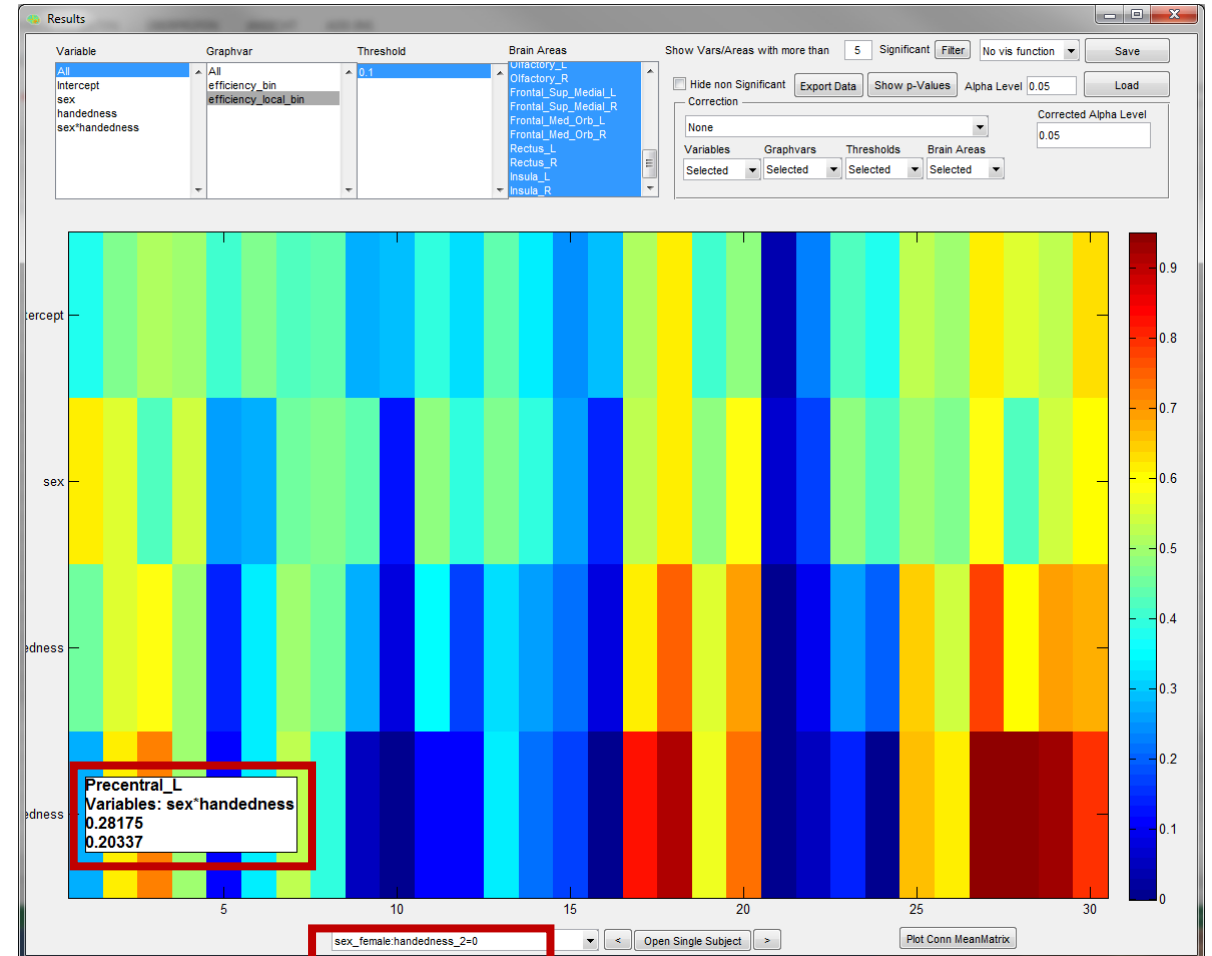 Results
Variable
Graphvar
Threshold
Brain Areas
Show Vars/Areas with more than 5 Significant Filter No vis function Save
All
Intercept
sex
handedness
sex*handedness
All
efficiency_bin
efficiency_local_bin
0.1
Olfactory_L
Olfactory_R
Frontal_Sup_Medial_L
Frontal_Sup_Medial_R
Frontal_Med_Orb_L
Frontal_Med_Orb_R
Rectus_L
Rectus_R
Insula_L
Insula_R
Hide non Significant Export Data Show p-Values Alpha Level 0.05 Load
Correction
None
Corrected Alpha Level
0.05
Variables Graphvars Thresholds Brain Areas
Selected Selected Selected Selected
ercept
sex
edness
edness
Precentral_L
Variables: sex*handedness
0.28175
0.20337
0.9
0.8
0.7
0.6
0.5
0.4
0.3
0.2
0.1
0
5 10 15 20 25 30
sex_female:handedness_2=0 < Open Single Subject > Plot Conn MeanMatrix